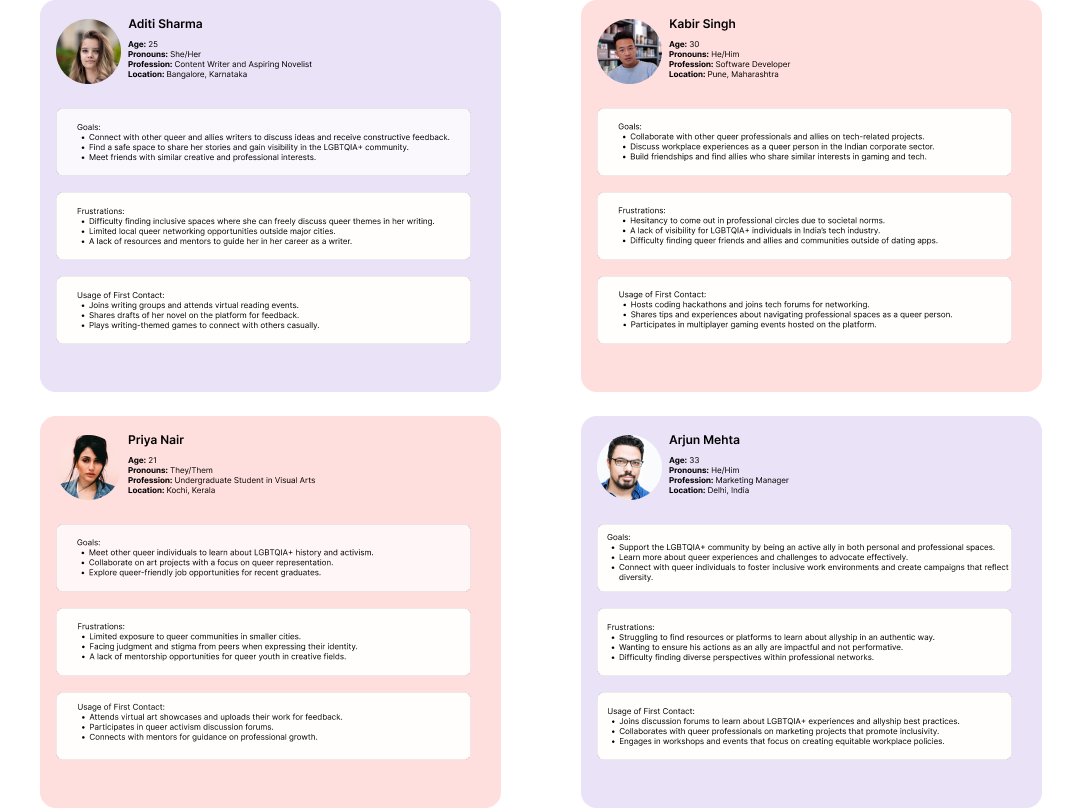 Aditi Sharma
Age: 25
Pronouns: She/Her
Profession: Content Writer and Aspiring Novelist
Location: Bangalore, Karnataka
Goals:
• Connect with other queer and allies writers to discuss ideas and receive constructive feedback.
• Find a safe space to share her stories and gain visibility in the LGBTQIA+ community.
• Meet friends with similar creative and professional interests.
Frustrations:
• Difficulty finding inclusive spaces where she can freely discuss queer themes in her writing.
• Limited local queer networking opportunities outside major cities.
• A lack of resources and mentors to guide her in her career as a writer.
Usage of First Contact:
• Joins writing groups and attends virtual reading events.
• Shares drafts of her novel on the platform for feedback.
• Plays writing-themed games to connect with others casually.
Kabir Singh
Age: 30
Pronouns: He/Him
Profession: Software Developer
Location: Pune, Maharashtra
Goals:
• Collaborate with other queer professionals and allies on tech-related projects.
• Discuss workplace experiences as a queer person in the Indian corporate sector.
• Build friendships and find allies who share similar interests in gaming and tech.
Frustrations:
• Hesitancy to come out in professional circles due to societal norms.
• A lack of visibility for LGBTQIA+ individuals in India's tech industry.
• Difficulty finding queer friends and allies and communities outside of dating apps.
Usage of First Contact:
• Hosts coding hackathons and joins tech forums for networking.
• Shares tips and experiences about navigating professional spaces as a queer person.
• Participates in multiplayer gaming events hosted on the platform.
Priya Nair
Age: 21
Pronouns: They/Them
Profession: Undergraduate Student in Visual Arts
Location: Kochi, Kerala
Goals:
• Meet other queer individuals to learn about LGBTQIA+ history and activism.
• Collaborate on art projects with a focus on queer representation.
• Explore queer-friendly job opportunities for recent graduates.
Frustrations:
• Limited exposure to queer communities in smaller cities.
• Facing judgment and stigma from peers when expressing their identity.
• A lack of mentorship opportunities for queer youth in creative fields.
Usage of First Contact:
• Attends virtual art showcases and uploads their work for feedback.
• Participates in queer activism discussion forums.
• Connects with mentors for guidance on professional growth.
Arjun Mehta
Age: 33
Pronouns: He/Him
Profession: Marketing Manager
Location: Delhi, India
Goals:
• Support the LGBTQIA+ community by being an active ally in both personal and professional spaces.
• Learn more about queer experiences and challenges to advocate effectively.
• Connect with queer individuals to foster inclusive work environments and create campaigns that reflect
diversity.
Frustrations:
• Struggling to find resources or platforms to learn about allyship in an authentic way.
• Wanting to ensure his actions as an ally are impactful and not performative.
• Difficulty finding diverse perspectives within professional networks.
Usage of First Contact:
• Joins discussion forums to learn about LGBTQIA+ experiences and allyship best practices.
• Collaborates with queer professionals on marketing projects that promote inclusivity.
• Engages in workshops and events that focus on creating equitable workplace policies.